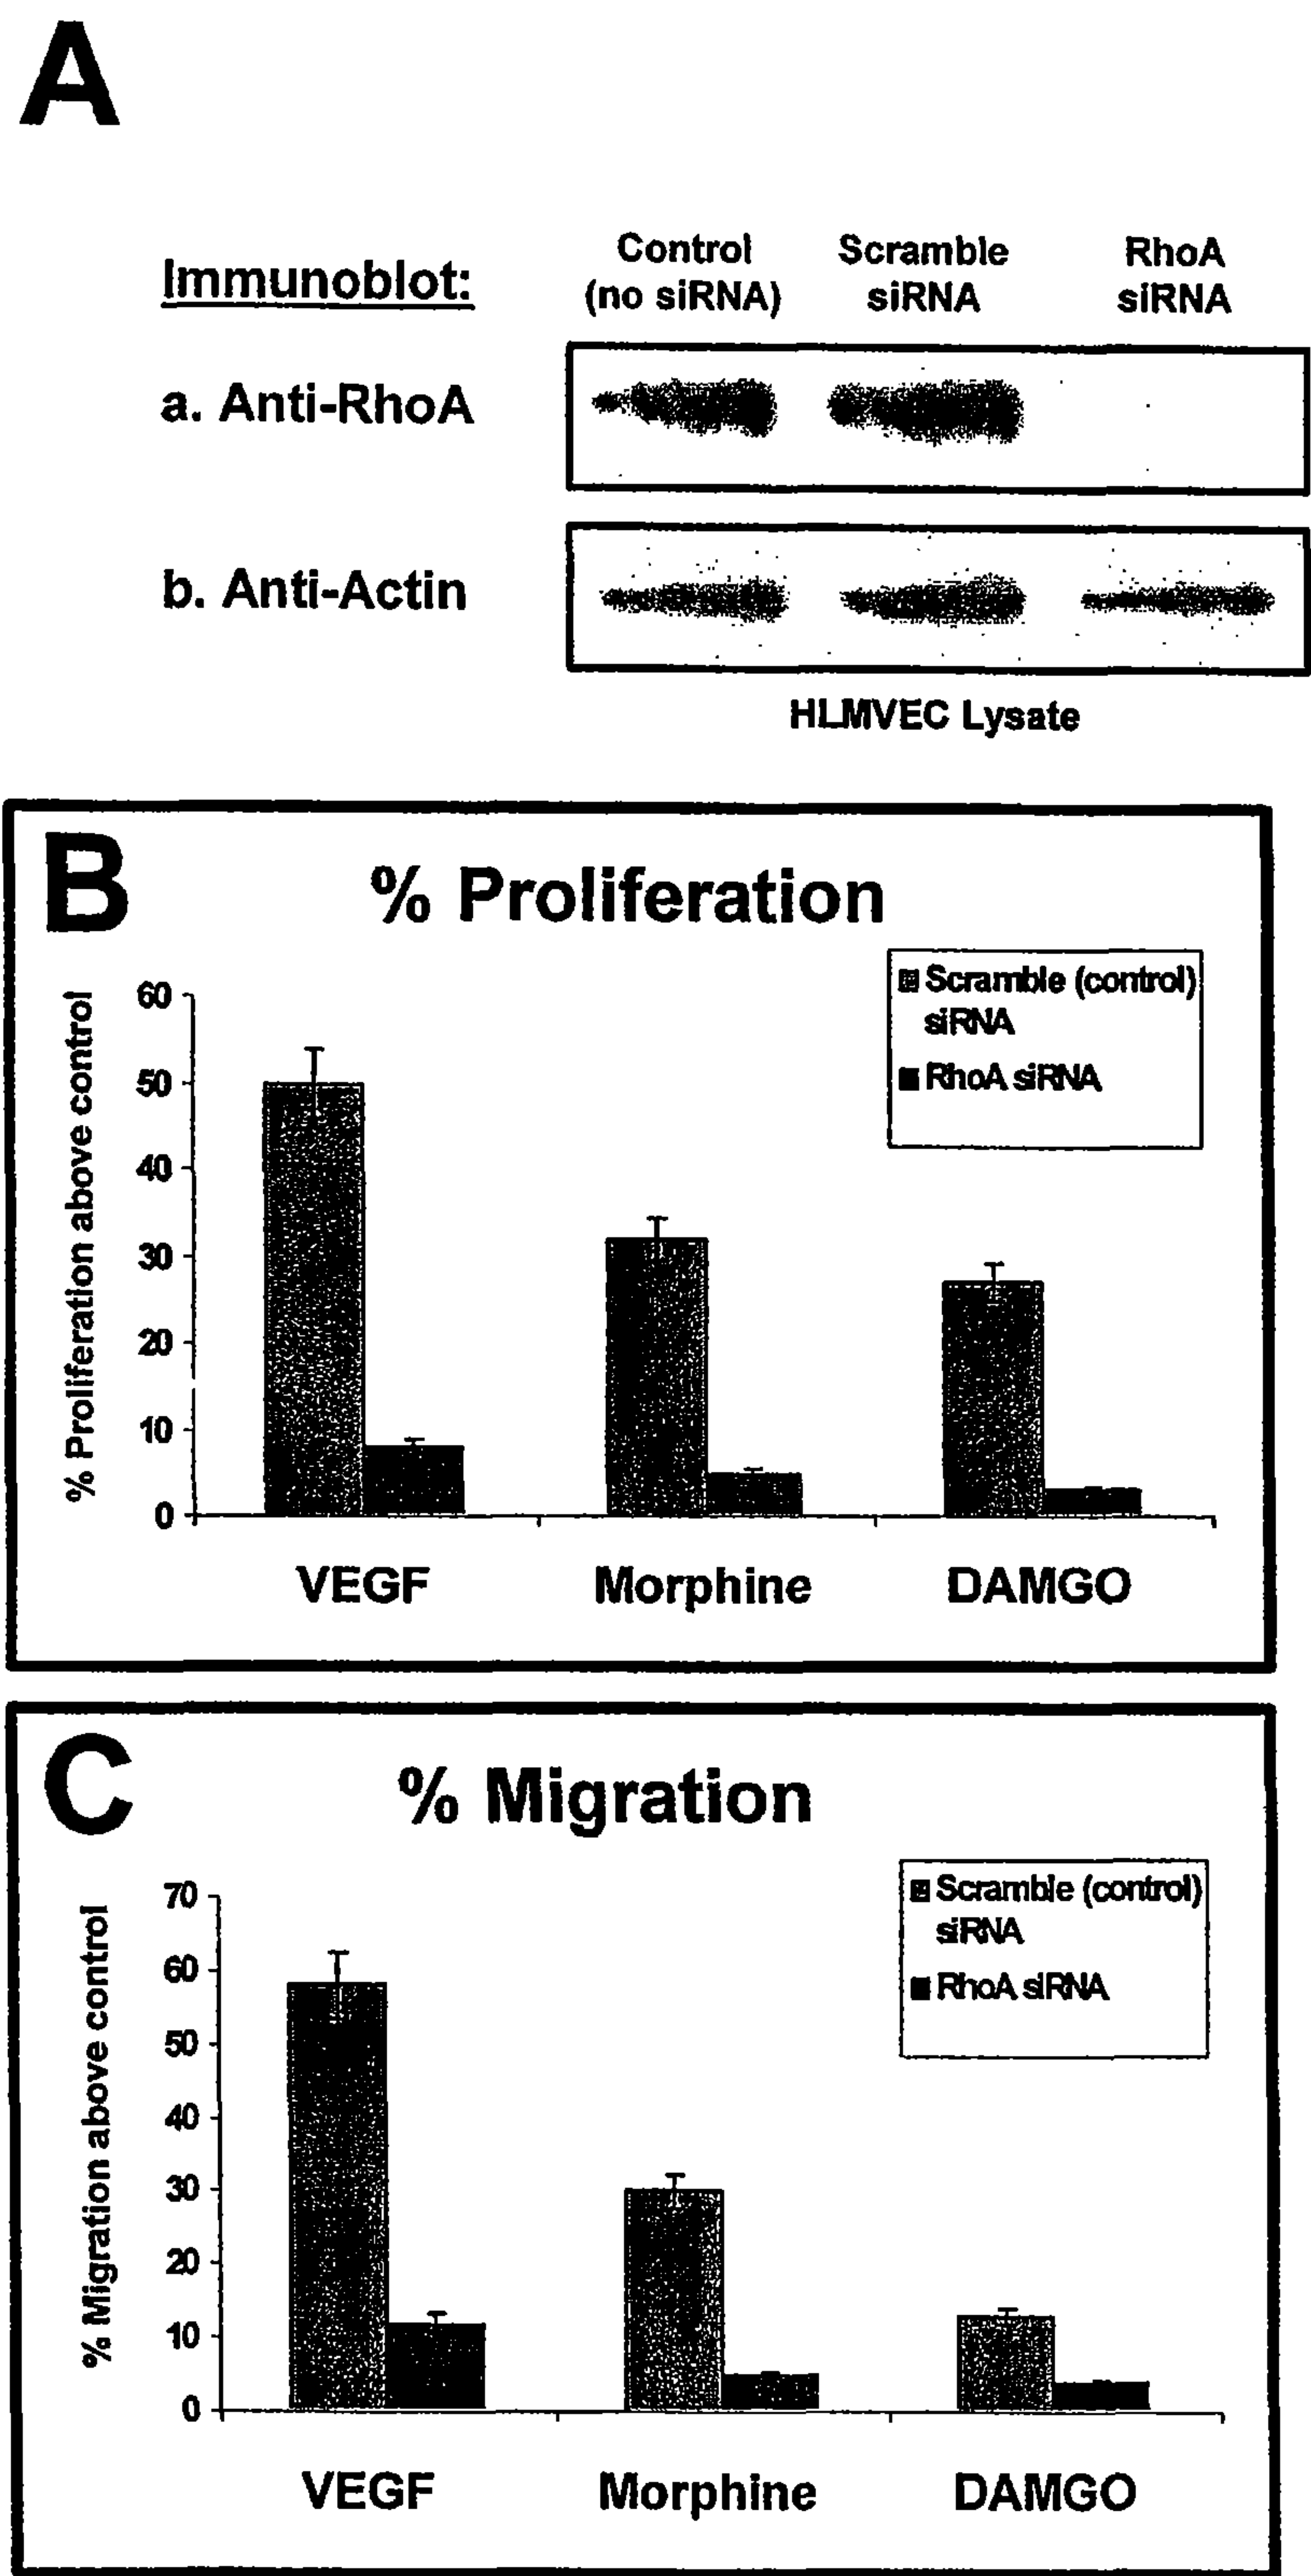 A
Immunoblot:
Control
(no siRNA)
Scramble
siRNA
RhoA
siRNA
a. Anti-RhoA
b. Anti-Actin
HLMVEC Lysate
B
% Proliferation
Scramble (control)
siRNA
RhoA siRNA
% Proliferation above control
60
50
40
30
20
10
0
VEGF
Morphine
DAMGO
C
% Migration
Scramble (control)
siRNA
RhoA siRNA
% Migration above control
70
60
50
40
30
20
10
0
VEGF
Morphine
DAMGO